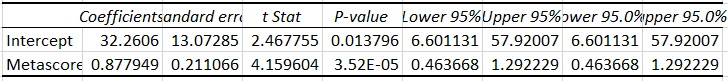 Coefficients andard erro t Stat P-value Lower 95% Upper 95% ower 95.0% pper 95.0%
Intercept 32.2606 13.07285 2.467755 0.013796 6.601131 57.92007 6.601131 57.92007
Metascore 0.877949 0.211066 4.159604 3.52E-05 0.463668 1.292229 0.463668 1.292229